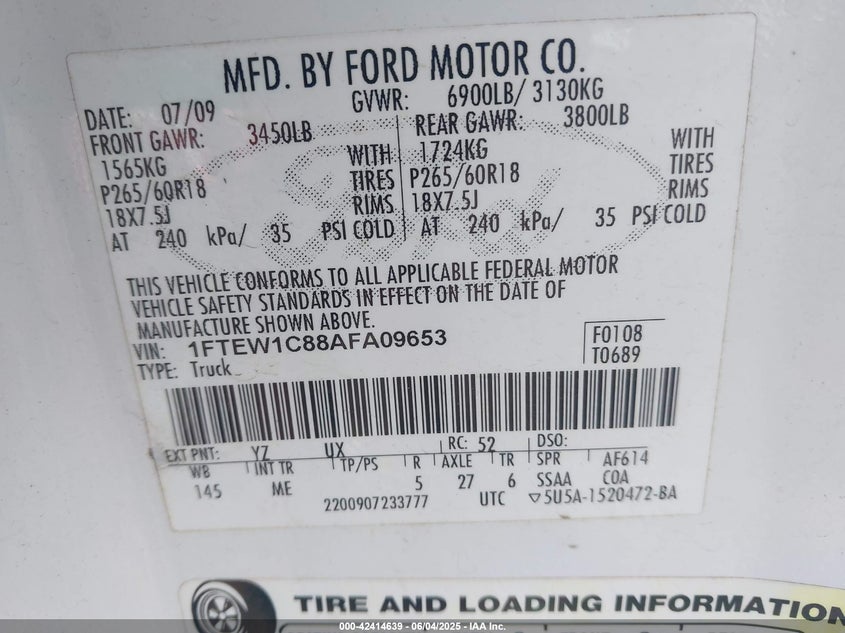 MFD. BY FORD MOTOR CO.
DATE: 07/09 GVWR: 6900LB/ 3130KG
FRONT GAWR: 3450LB REAR GAWR: 3800LB
1565KG WITH 1724KG WITH
P265/60R18 TIRES P265/60R18 TIRES
18X7.5J RIMS 18X7.5J RIMS
AT 240 kPa/ 35 PSI COLD AT 240 kPa/ 35 PSI COLD
THIS VEHICLE CONFORMS TO ALL APPLICABLE FEDERAL MOTOR
VEHICLE SAFETY STANDARDS IN EFFECT ON THE DATE OF
MANUFACTURE SHOWN ABOVE.
VIN: 1FTEW1C88AFA09653 F0108
TYPE: Truck T0689
EXT PNT: YZ UX RC: 52 DSO:
WB INT TR TP/PS R AXLE TR SPR AF614
145 ME 5 27 6 SSAA COA
2200907233777 UTC ▽5U5A-1520472-BA
TIRE AND LOADING INFORMATION
000-42414639 - 06/04/2025 - IAA Inc.